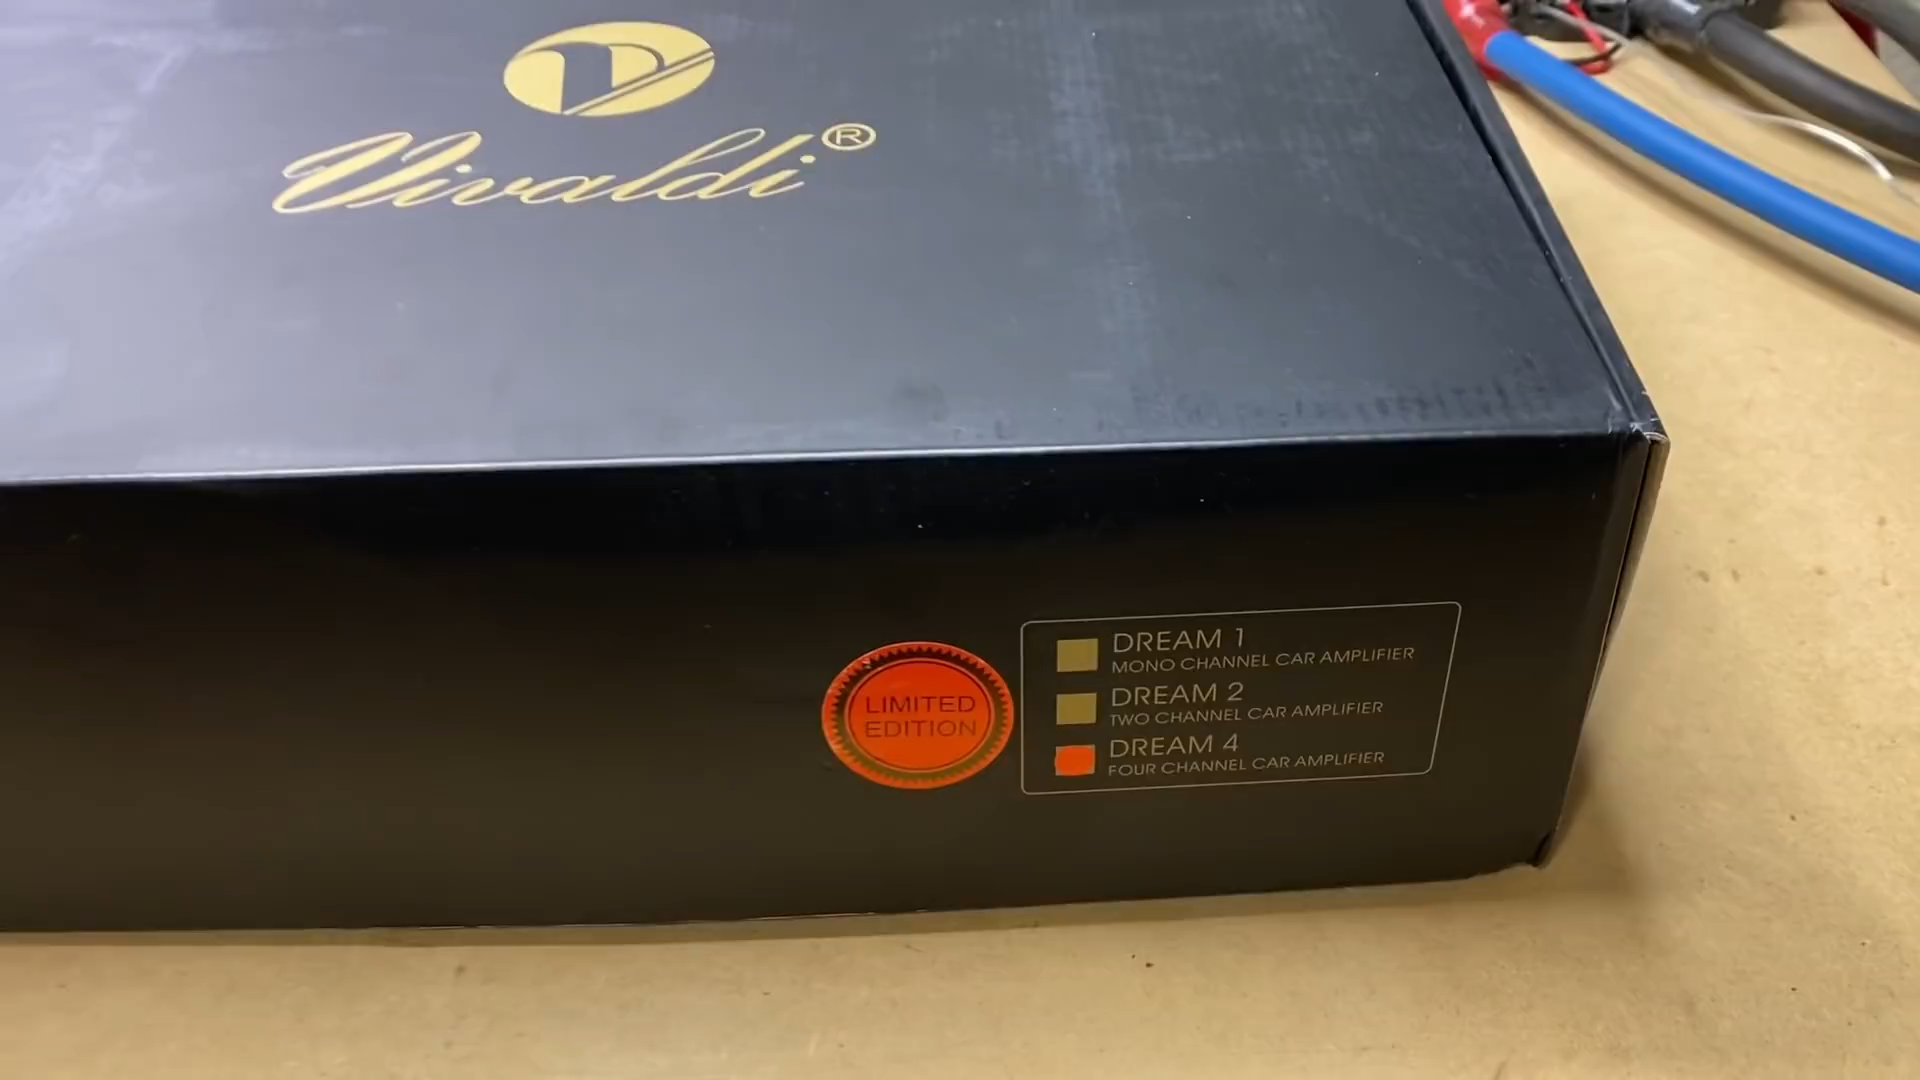 Vivaldi®
LIMITED
EDITION
DREAM 1
MONO CHANNEL CAR AMPLIFIER
DREAM 2
TWO CHANNEL CAR AMPLIFIER
DREAM 4
FOUR CHANNEL CAR AMPLIFIER